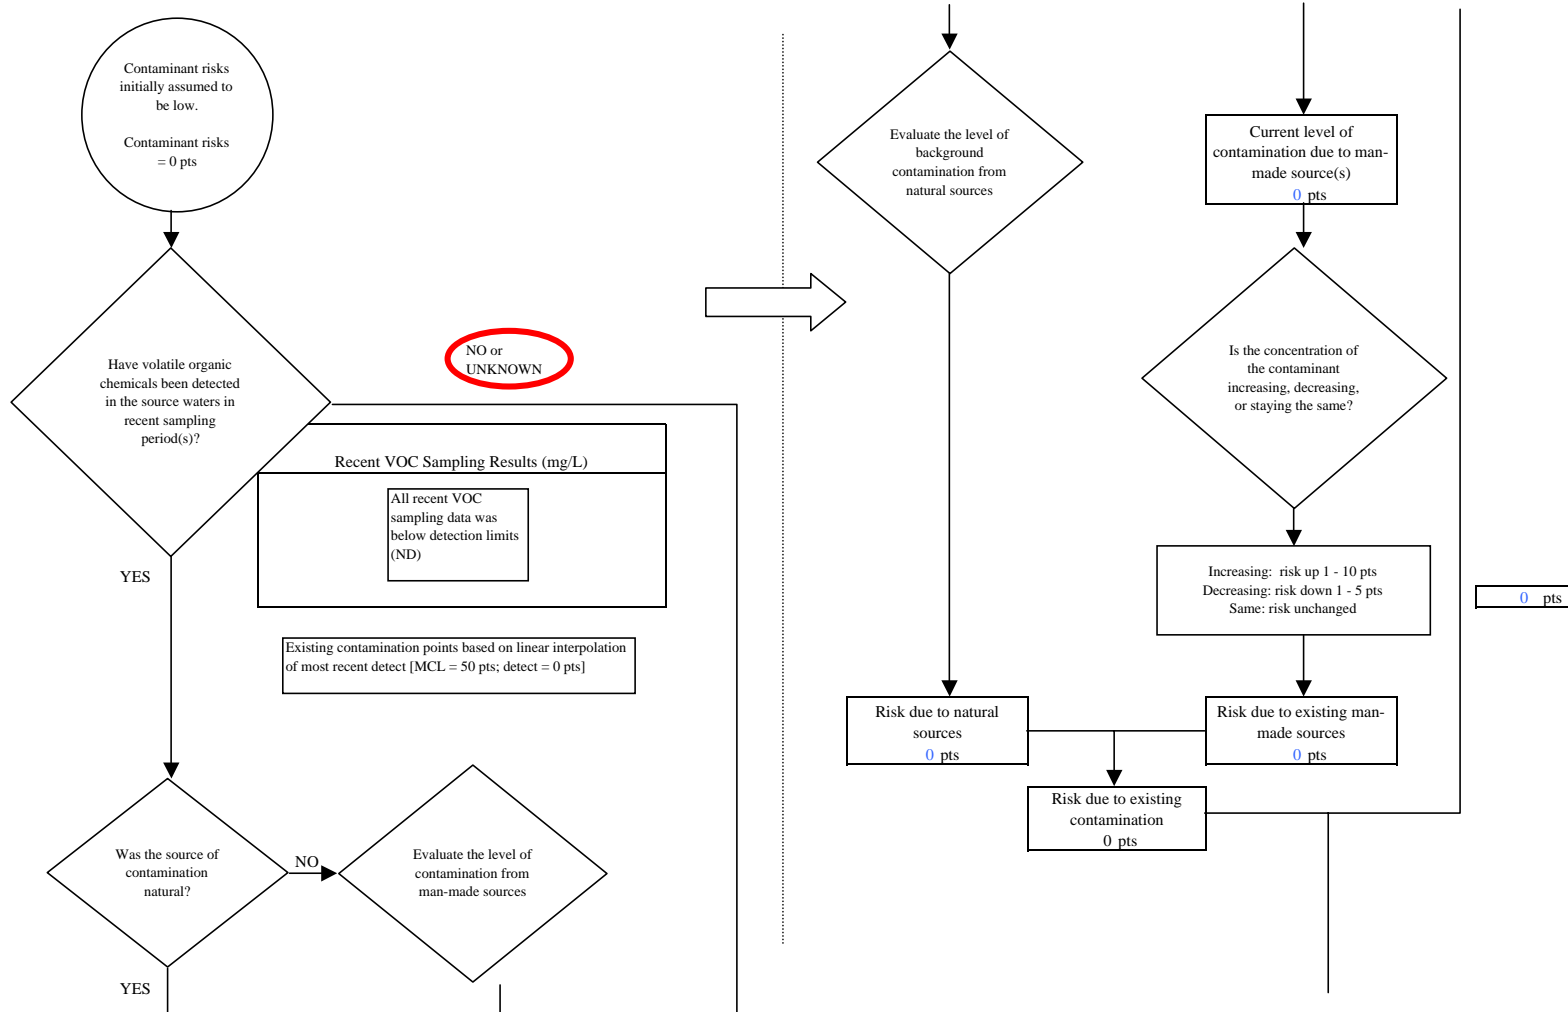 Contaminant risks
initially assumed to
be low.
Contaminant risks
= 0 pts
Have volatile organic
chemicals been detected
in the source waters in
recent sampling
period(s)?
NO or
UNKNOWN
Recent VOC Sampling Results (mg/L)
All recent VOC
sampling data was
below detection limits
(ND)
YES
Existing contamination points based on linear interpolation
of most recent detect [MCL = 50 pts; detect = 0 pts]
Was the source of
contamination
natural?
NO
Evaluate the level of
contamination from
man-made sources
YES
Evaluate the level of
background
contamination from
natural sources
Current level of
contamination due to man-
made source(s)
0 pts
Is the concentration of
the contaminant
increasing, decreasing,
or staying the same?
Increasing: risk up 1 - 10 pts
Decreasing: risk down 1 - 5 pts
Same: risk unchanged
0 pts
Risk due to natural
sources
0 pts
Risk due to existing man-
made sources
0 pts
Risk due to existing
contamination
0 pts